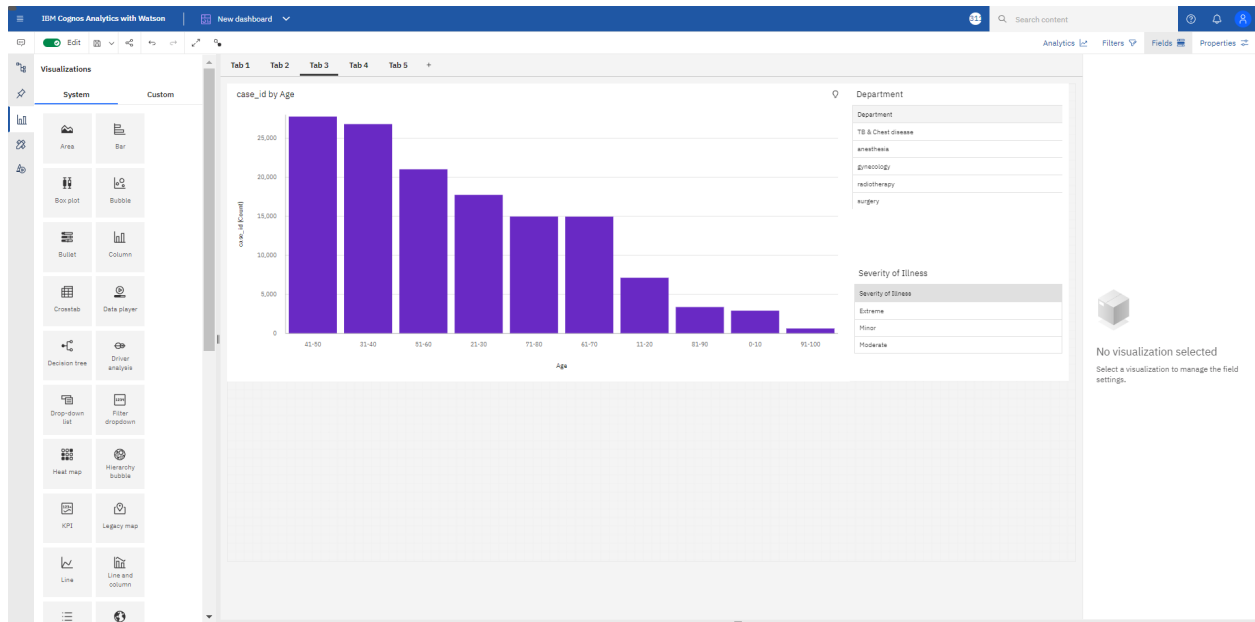 IBM Cognos Analytics with Watson
New dashboard
Search content
Edit
Analytics
Filters
Fields
Properties
Visualizations
System
Custom
Area
Bar
Box plot
Bubble
Bullet
Column
Crosstab
Data player
Decision tree
Driver
analysis
Drop-down
list
Filter
dropdown
Heat map
Hierarchy
bubble
KPI
Legacy map
Line
Line and
column
Tab 1
Tab 2
Tab 3
Tab 4
Tab 5
+
case_id by Age
case_id (Count)
25,000
20,000
15,000
10,000
5,000
0
41-50
31-40
51-60
21-30
71-80
61-70
11-20
81-90
0-10
91-100
Age
Department
Department
TB & Chest disease
anesthesia
gynecology
radiotherapy
surgery
Severity of Illness
Severity of Illness
Extreme
Minor
Moderate
No visualization selected
Select a visualization to manage the field
settings.